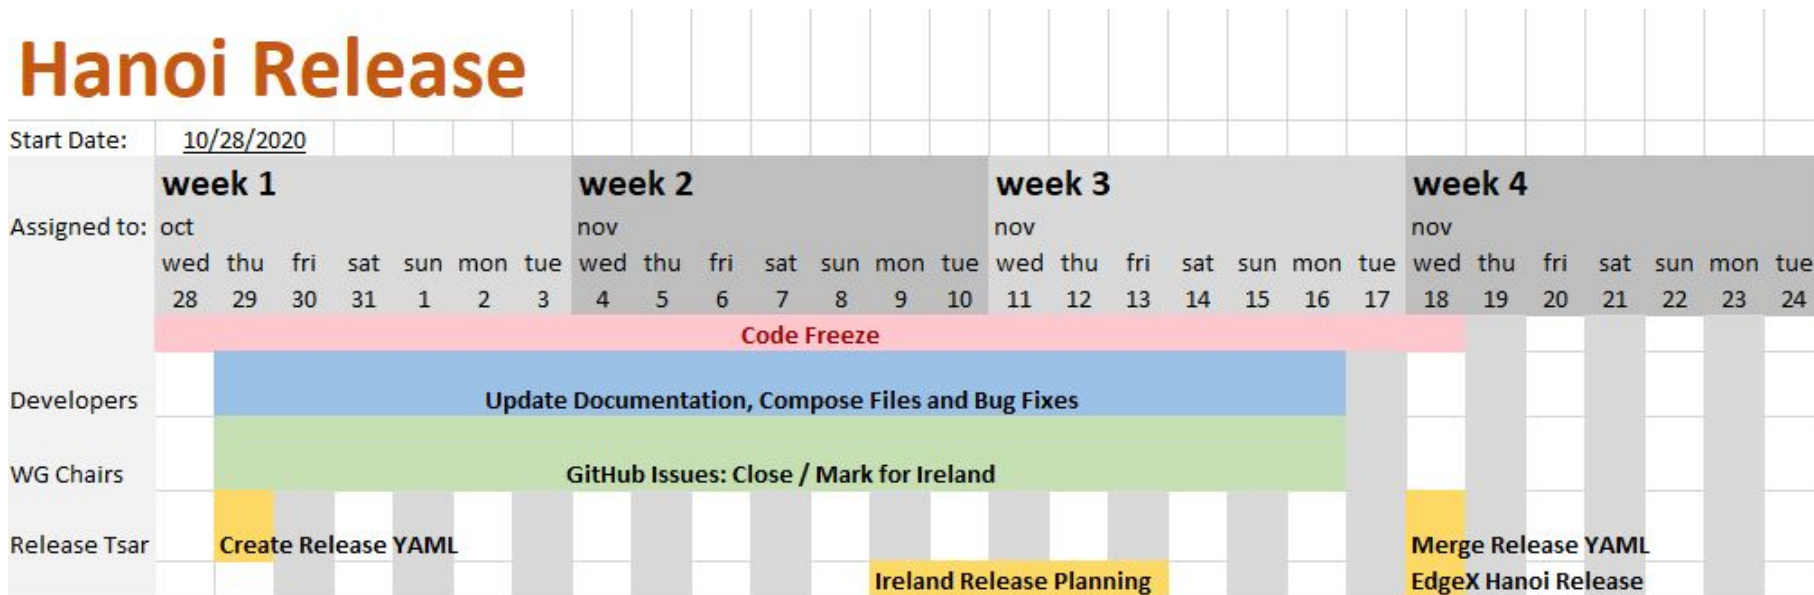 Hanoi Release
Start Date: 10/28/2020
week 1 week 2 week 3 week 4
Assigned to: oct nov nov nov
wed thu fri sat sun mon tue wed thu fri sat sun mon tue wed thu fri sat sun mon tue wed thu fri sat sun mon tue
28 29 30 31 1 2 3 4 5 6 7 8 9 10 11 12 13 14 15 16 17 18 19 20 21 22 23 24
Code Freeze
Developers Update Documentation, Compose Files and Bug Fixes
WG Chairs GitHub Issues: Close / Mark for Ireland
Release Tsar Create Release YAML Merge Release YAML
Ireland Release Planning EdgeX Hanoi Release